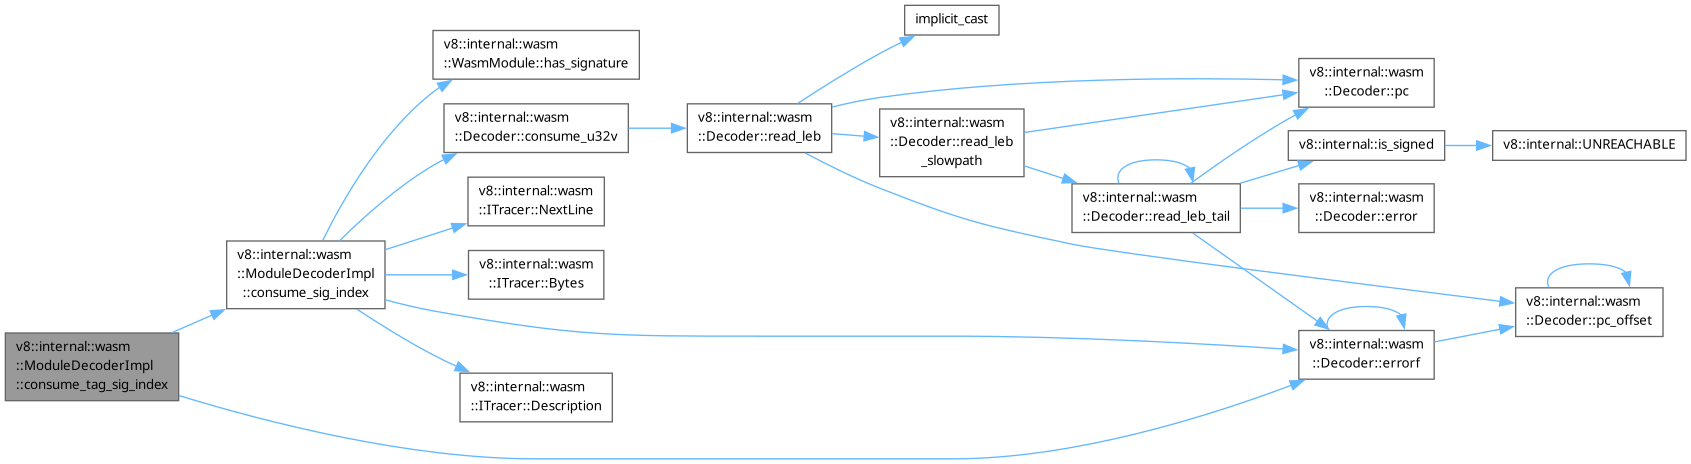 v8::internal::wasm
::ModuleDecoderImpl
::consume_tag_sig_index
v8::internal::wasm
::ModuleDecoderImpl
::consume_sig_index
v8::internal::wasm
::WasmModule::has_signature
v8::internal::wasm
::Decoder::consume_u32v
v8::internal::wasm
::ITracer::NextLine
v8::internal::wasm
::ITracer::Bytes
v8::internal::wasm
::ITracer::Description
v8::internal::wasm
::Decoder::read_leb
implicit_cast
v8::internal::wasm
::Decoder::read_leb
_slowpath
v8::internal::wasm
::Decoder::read_leb_tail
v8::internal::wasm
::Decoder::pc
v8::internal::is_signed
v8::internal::wasm
::Decoder::error
v8::internal::wasm
::Decoder::errorf
v8::internal::UNREACHABLE
v8::internal::wasm
::Decoder::pc_offset